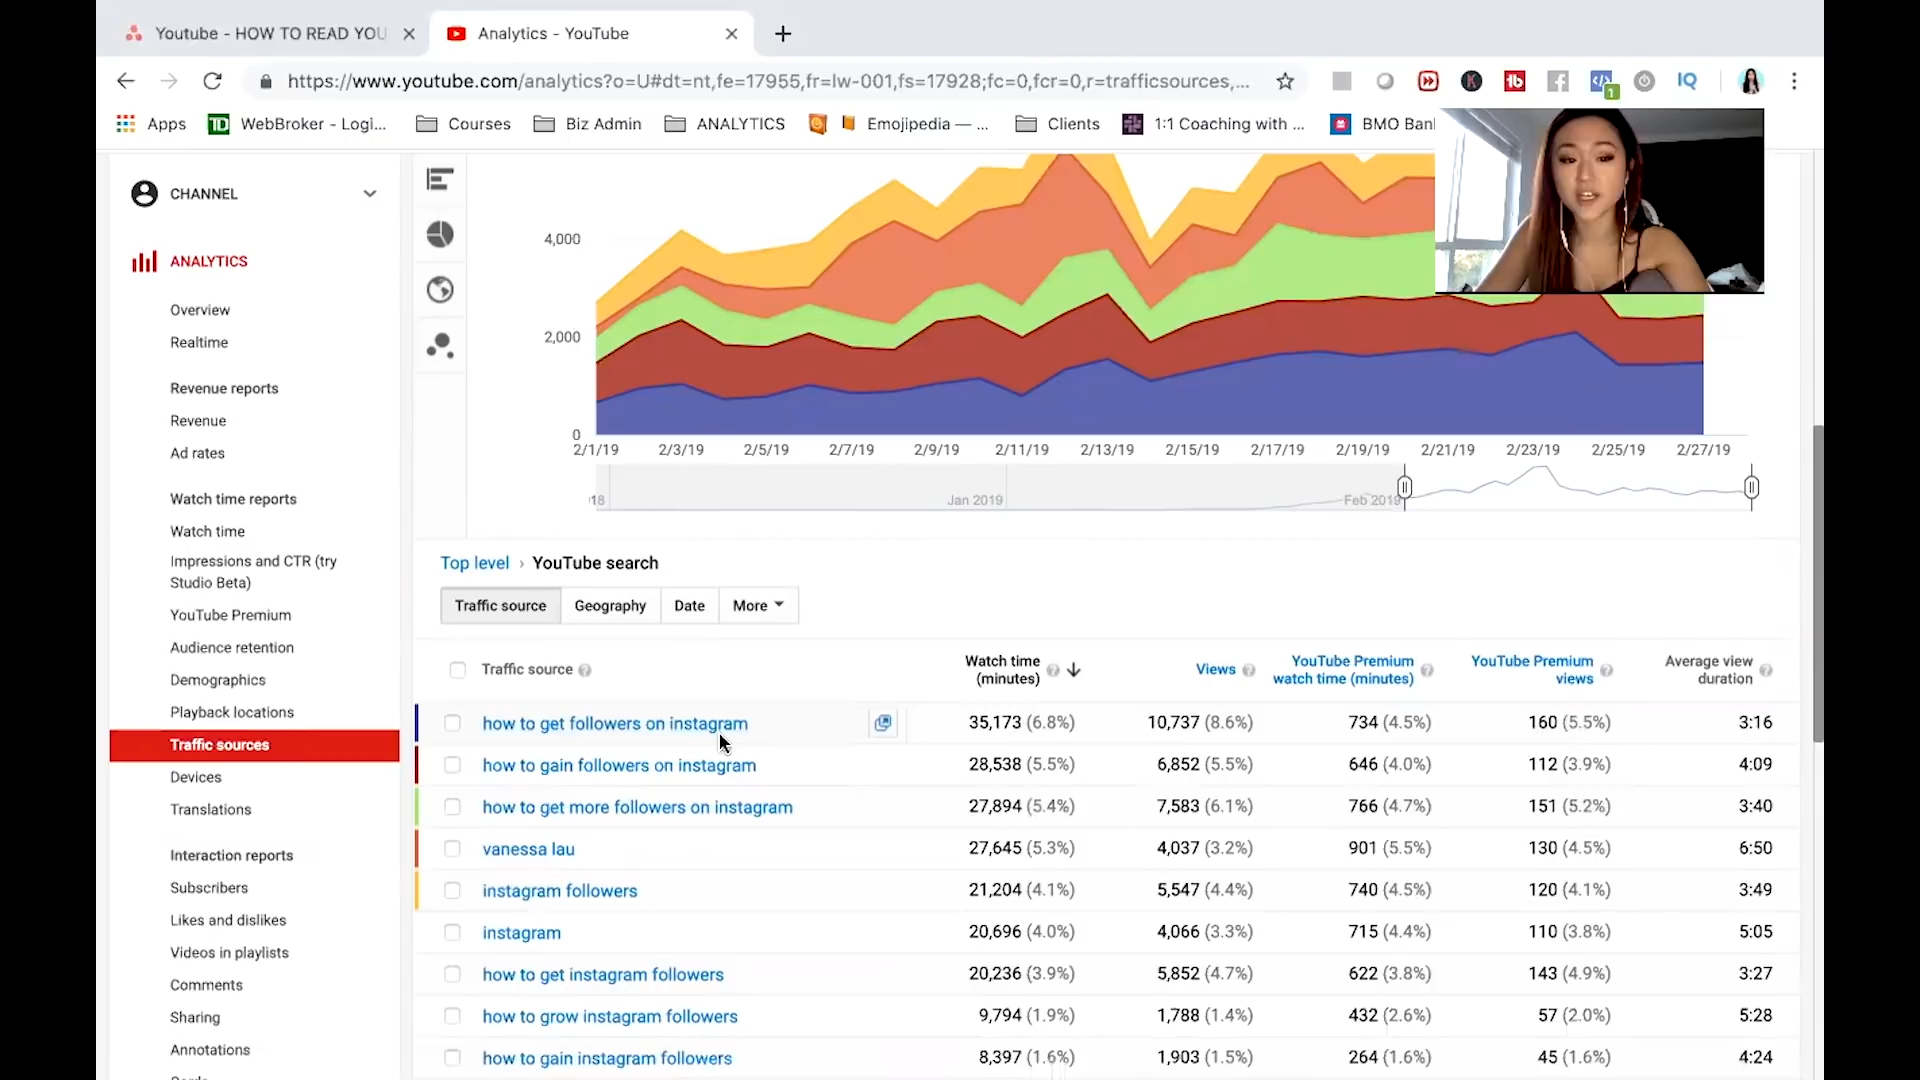 Youtube - HOW TO READ YOU
Analytics - YouTube
https://www.youtube.com/analytics?o=U#dt=nt,fe=17955,fr=lw-001,fs=17928;fc=0,fcr=0,r=trafficsources,...
1
IQ
Apps
TD
WebBroker - Logi...
Courses
Biz Admin
ANALYTICS
Emojipedia — ...
Clients
1:1 Coaching with ...
BMO Bank
CHANNEL
ANALYTICS
Overview
Realtime
Revenue reports
Revenue
Ad rates
Watch time reports
Watch time
Impressions and CTR (try
Studio Beta)
YouTube Premium
Audience retention
Demographics
Playback locations
Traffic sources
Devices
Translations
Interaction reports
Subscribers
Likes and dislikes
Videos in playlists
Comments
Sharing
Annotations
4,000
2,000
0
2/1/19 2/3/19 2/5/19 2/7/19 2/9/19 2/11/19 2/13/19 2/15/19 2/17/19 2/19/19 2/21/19 2/23/19 2/25/19 2/27/19
18 Jan 2019 Feb 2019
Top level › YouTube search
Traffic source Geography Date More
Traffic source Watch time (minutes) Views YouTube Premium watch time (minutes) YouTube Premium views Average view duration
how to get followers on instagram 35,173 (6.8%) 10,737 (8.6%) 734 (4.5%) 160 (5.5%) 3:16
how to gain followers on instagram 28,538 (5.5%) 6,852 (5.5%) 646 (4.0%) 112 (3.9%) 4:09
how to get more followers on instagram 27,894 (5.4%) 7,583 (6.1%) 766 (4.7%) 151 (5.2%) 3:40
vanessa lau 27,645 (5.3%) 4,037 (3.2%) 901 (5.5%) 130 (4.5%) 6:50
instagram followers 21,204 (4.1%) 5,547 (4.4%) 740 (4.5%) 120 (4.1%) 3:49
instagram 20,696 (4.0%) 4,066 (3.3%) 715 (4.4%) 110 (3.8%) 5:05
how to get instagram followers 20,236 (3.9%) 5,852 (4.7%) 622 (3.8%) 143 (4.9%) 3:27
how to grow instagram followers 9,794 (1.9%) 1,788 (1.4%) 432 (2.6%) 57 (2.0%) 5:28
how to gain instagram followers 8,397 (1.6%) 1,903 (1.5%) 264 (1.6%) 45 (1.6%) 4:24